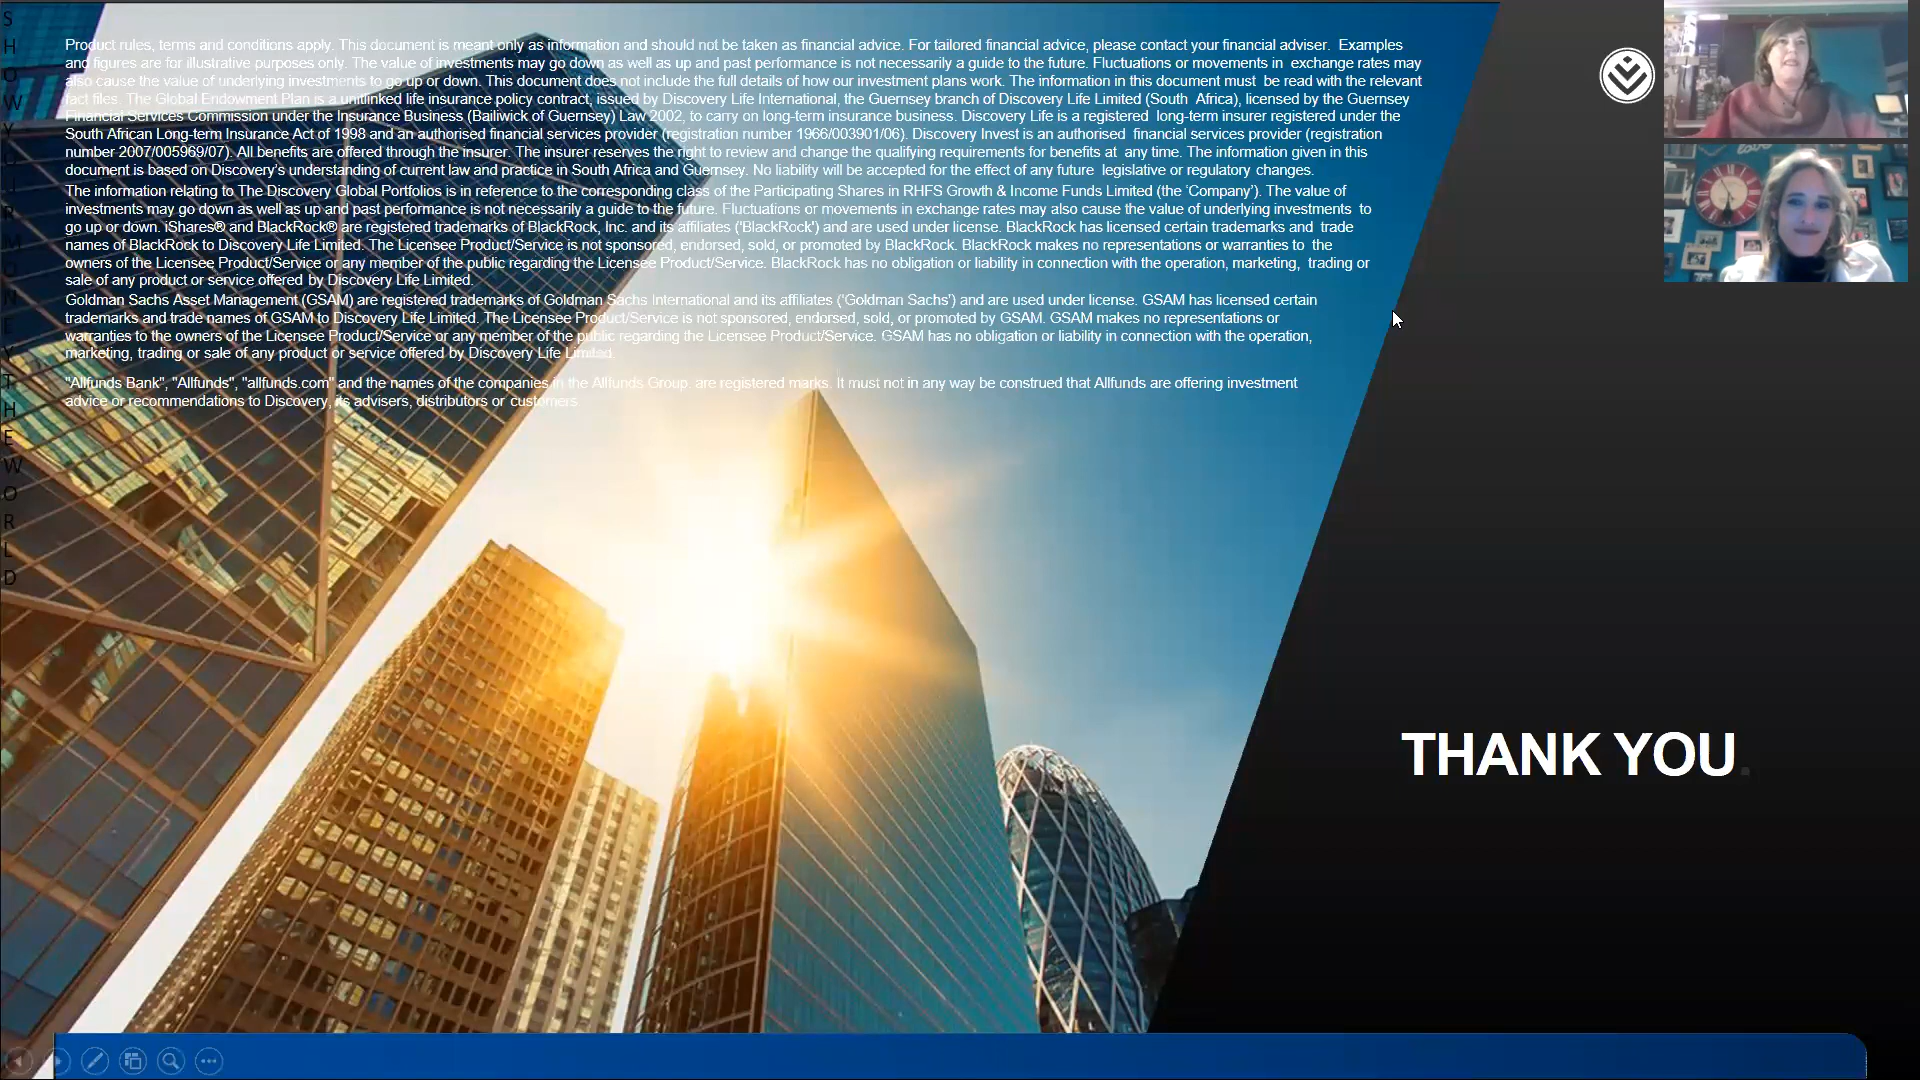 Product rules, terms and conditions apply. This document is meant only as information and should not be taken as financial advice. For tailored financial advice, please contact your financial adviser. Examples
and figures are for illustrative purposes only. The value of investments may go down as well as up and past performance is not necessarily a guide to the future. Fluctuations or movements in exchange rates may
also cause the value of underlying investments to go up or down. This document does not include the full details of how our investment plans work. The information in this document must be read with the relevant
fact files. The Global Endowment Plan is a unitlinked life insurance policy contract, issued by Discovery Life International, the Guernsey branch of Discovery Life Limited (South Africa), licensed by the Guernsey
Financial Services Commission under the Insurance Business (Bailiwick of Guernsey) Law 2002, to carry on long-term insurance business. Discovery Life is a registered long-term insurer registered under the
South African Long-term Insurance Act of 1998 and an authorised financial services provider (registration number 1966/003901/06). Discovery Invest is an authorised financial services provider (registration
number 2007/005969/07). All benefits are offered through the insurer. The insurer reserves the right to review and change the qualifying requirements for benefits at any time. The information given in this
document is based on Discovery's understanding of current law and practice in South Africa and Guernsey. No liability will be accepted for the effect of any future legislative or regulatory changes.
The information relating to The Discovery Global Portfolios is in reference to the corresponding class of the Participating Shares in RHFS Growth & Income Funds Limited (the 'Company'). The value of
investments may go down as well as up and past performance is not necessarily a guide to the future. Fluctuations or movements in exchange rates may also cause the value of underlying investments to
go up or down. iShares® and BlackRock® are registered trademarks of BlackRock, Inc. and its affiliates ('BlackRock') and are used under license. BlackRock has licensed certain trademarks and trade
names of BlackRock to Discovery Life Limited. The Licensee Product/Service is not sponsored, endorsed, sold, or promoted by BlackRock. BlackRock makes no representations or warranties to the
owners of the Licensee Product/Service or any member of the public regarding the Licensee Product/Service. BlackRock has no obligation or liability in connection with the operation, marketing, trading or
sale of any product or service offered by Discovery Life Limited.
Goldman Sachs Asset Management (GSAM) are registered trademarks of Goldman Sachs International and its affiliates ('Goldman Sachs') and are used under license. GSAM has licensed certain
trademarks and trade names of GSAM to Discovery Life Limited. The Licensee Product/Service is not sponsored, endorsed, sold, or promoted by GSAM. GSAM makes no representations or
warranties to the owners of the Licensee Product/Service or any member of the public regarding the Licensee Product/Service. GSAM has no obligation or liability in connection with the operation,
marketing, trading or sale of any product or service offered by Discovery Life Limited.
"Allfunds Bank", "Allfunds", "allfunds.com" and the names of the companies in the Allfunds Group are registered marks. It must not in any way be construed that Allfunds are offering investment
advice or recommendations to Discovery, its advisers, distributors or customers.
THANK YOU.